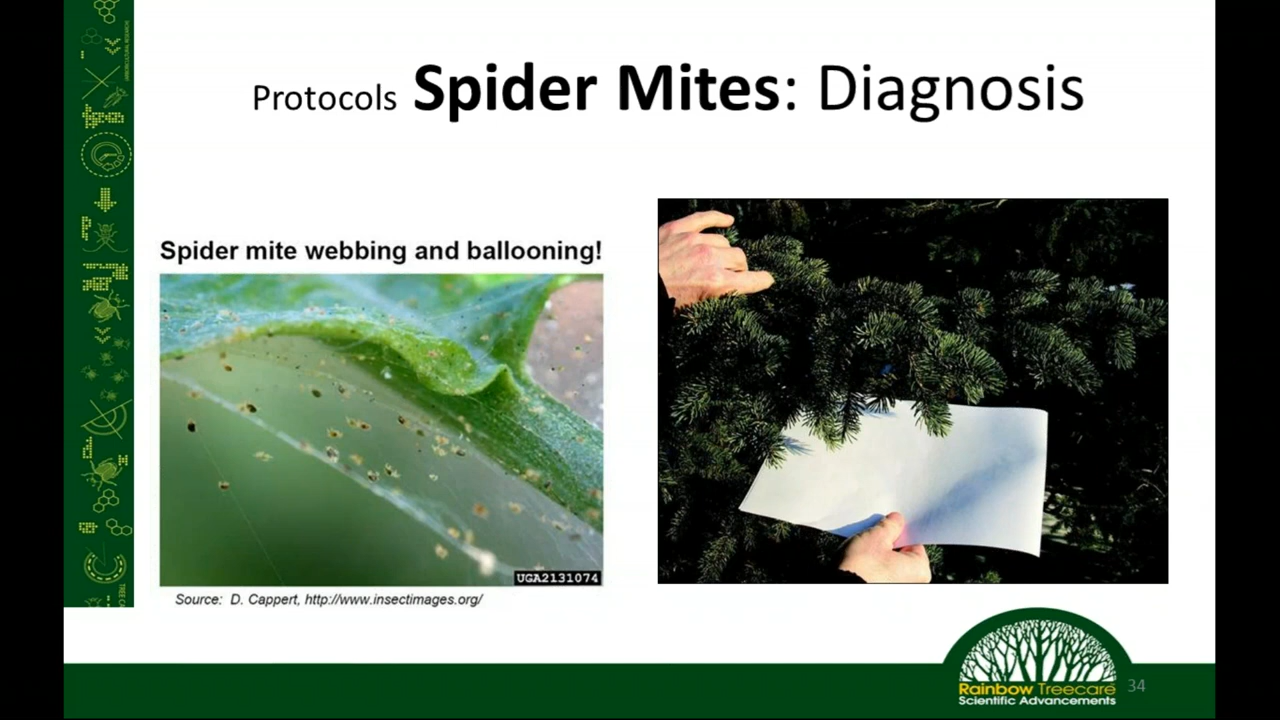 Protocols Spider Mites: Diagnosis
Spider mite webbing and ballooning!
UGA2131074
Source: D. Cappert, http://www.insectimages.org/
Rainbow Treecare
Scientific Advancements
34